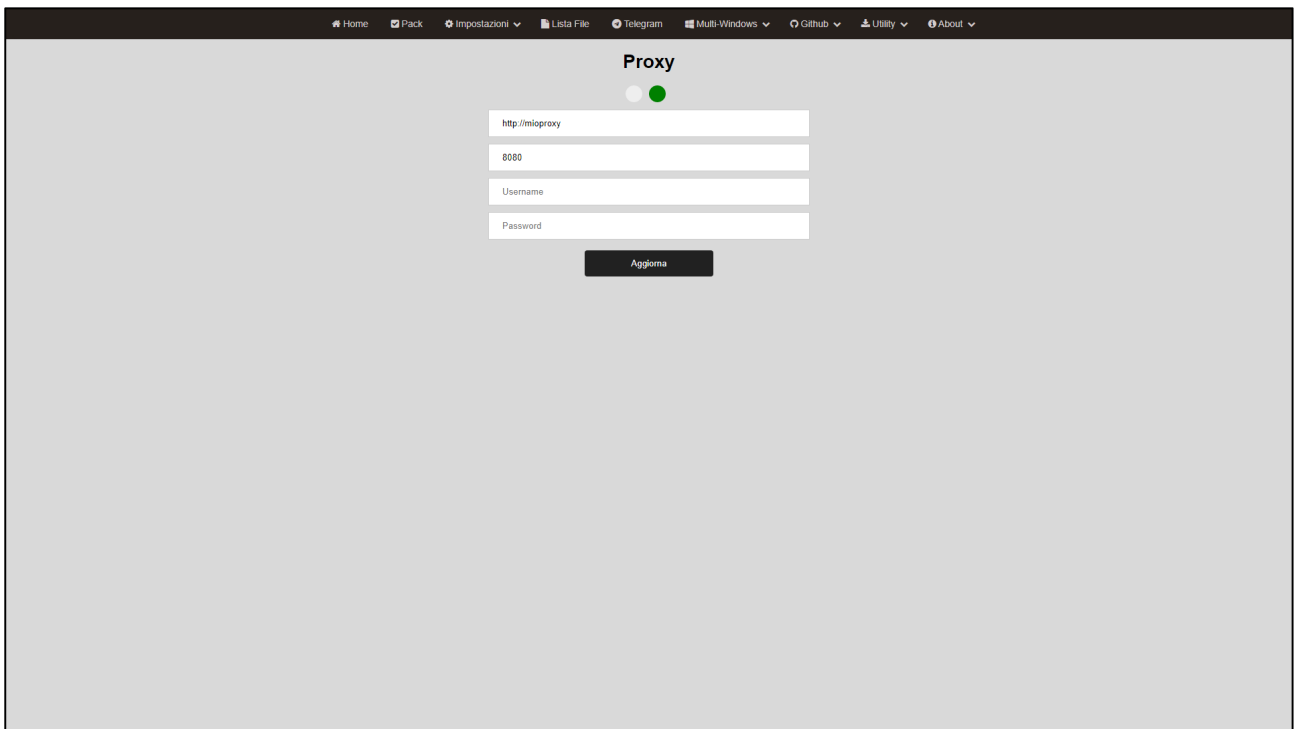 Home Pack Impostazioni Lista File Telegram Multi-Windows Github Utility About
Proxy
http://mioproxy
8080
Username
Password
Aggiorna